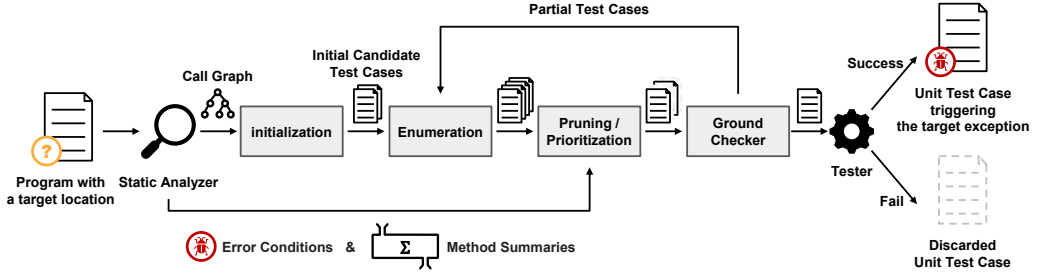 Partial Test Cases
Initial Candidate
Test Cases
Call Graph
Success
?
initialization
Enumeration
Pruning /
Prioritization
Ground
Checker
Unit Test Case
triggering
the target exception
Program with
a target location
Static Analyzer
Tester
Fail
Error Conditions & Σ Method Summaries
Discarded
Unit Test Case